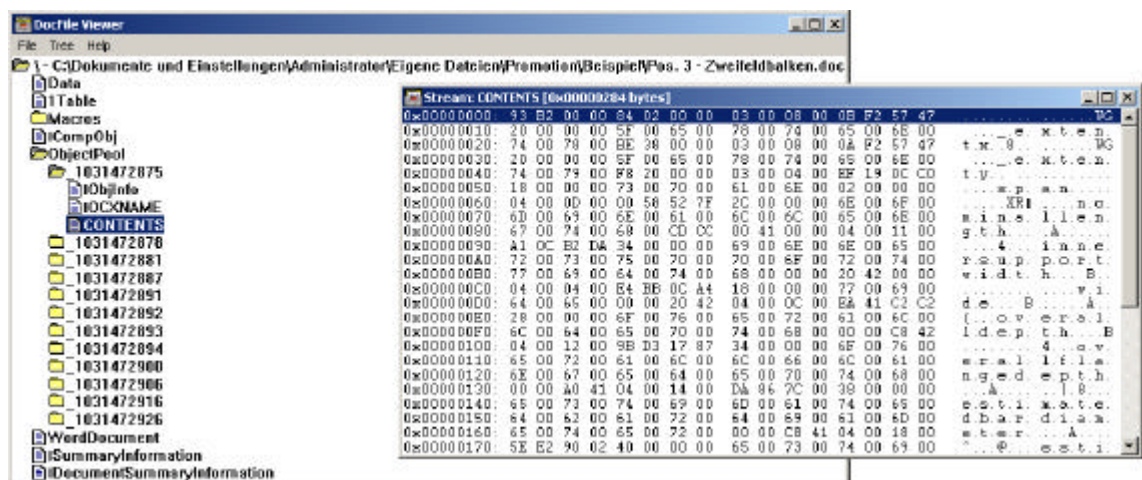 Docfile Viewer
File Tree Help
\ - C:\Dokumente und Einstellungen\Administrator\Eigene Dateien\Promotion\Beispiel\Pos. 3 - Zweifeldbalken.doc
Data
1Table
Macros
CompObj
ObjectPool
_1031472875
ObjInfo
OCXNAME
CONTENTS
_1031472878
_1031472881
_1031472887
_1031472891
_1031472892
_1031472893
_1031472894
_1031472900
_1031472906
_1031472916
_1031472926
WordDocument
SummaryInformation
DocumentSummaryInformation
Stream: CONTENTS [0x00000284 bytes]
0x00000000: 93 B2 00 00 84 02 00 00 03 00 08 00 0B F2 57 47 ..............WG
0x00000010: 20 00 00 00 5F 00 65 00 78 00 74 00 65 00 6E 00 ...._.e.x.t.e.n.
0x00000020: 74 00 78 00 BE 38 00 00 03 00 08 00 0A F2 57 47 t.x..8........WG
0x00000030: 20 00 00 00 5F 00 65 00 78 00 74 00 65 00 6E 00 ...._.e.x.t.e.n.
0x00000040: 74 00 79 00 F8 20 00 00 03 00 04 00 EF 19 0C C0 t.y.............
0x00000050: 18 00 00 00 73 00 70 00 61 00 6E 00 02 00 00 00 ....s.p.a.n.....
0x00000060: 04 00 0D 00 00 58 52 7F 2C 00 00 00 6E 00 6F 00 .....XR.....n.o.
0x00000070: 6D 00 69 00 6E 00 61 00 6C 00 6C 00 65 00 6E 00 m.i.n.a.l.l.e.n.
0x00000080: 67 00 74 00 68 00 CD CC 00 41 00 00 04 00 11 00 g.t.h....A......
0x00000090: A1 0C B2 DA 34 00 00 00 69 00 6E 00 6E 00 65 00 ....4...i.n.n.e.
0x000000A0: 72 00 73 00 75 00 70 00 70 00 6F 00 72 00 74 00 r.s.u.p.p.o.r.t.
0x000000B0: 77 00 69 00 64 00 74 00 68 00 00 00 20 42 00 00 w.i.d.t.h....B..
0x000000C0: 04 00 04 00 E4 BB 0C A4 18 00 00 00 77 00 69 00 ............w.i.
0x000000D0: 64 00 65 00 00 00 20 42 04 00 0C 00 EA 41 C2 C2 d.e....B.....A..
0x000000E0: 28 00 00 00 6F 00 76 00 65 00 72 00 61 00 6C 00 (...o.v.e.r.a.l.
0x000000F0: 6C 00 64 00 65 00 70 00 74 00 68 00 00 00 C8 42 l.d.e.p.t.h....B
0x00000100: 04 00 12 00 9B D3 17 87 34 00 00 00 6F 00 76 00 ........4...o.v.
0x00000110: 65 00 72 00 61 00 6C 00 6C 00 66 00 6C 00 61 00 e.r.a.l.l.f.l.a.
0x00000120: 6E 00 67 00 65 00 64 00 65 00 70 00 74 00 68 00 n.g.e.d.e.p.t.h.
0x00000130: 00 00 A0 41 04 00 14 00 DA 86 7C 00 38 00 00 00 ...A......|.8...
0x00000140: 65 00 73 00 74 00 69 00 6D 00 61 00 74 00 65 00 e.s.t.i.m.a.t.e.
0x00000150: 64 00 62 00 61 00 72 00 64 00 69 00 61 00 6D 00 d.b.a.r.d.i.a.m.
0x00000160: 65 00 74 00 65 00 72 00 00 00 C8 41 04 00 18 00 e.t.e.r....A....
0x00000170: 5E E2 90 02 40 00 00 00 65 00 73 00 74 00 69 00 ^...@...e.s.t.i.